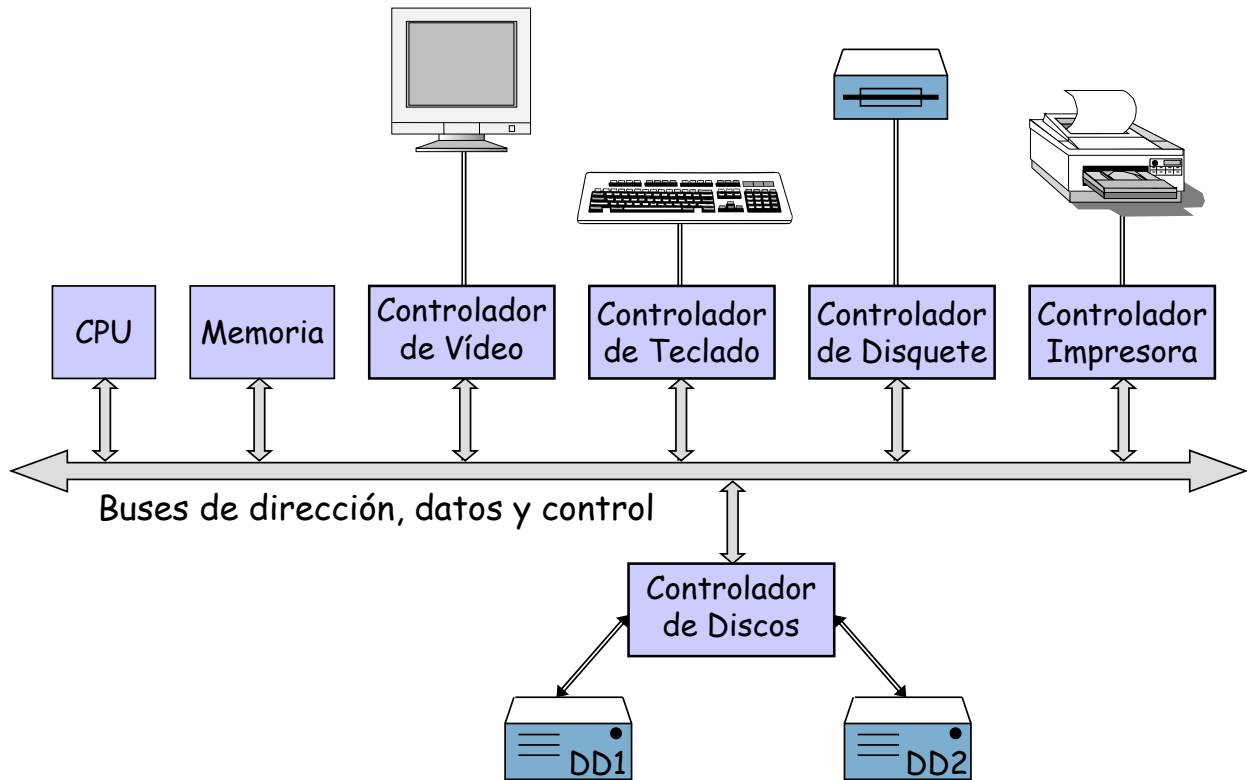 CPU
Memoria
Controlador
de Vídeo
Controlador
de Teclado
Controlador
de Disquete
Controlador
Impresora
Buses de dirección, datos y control
Controlador
de Discos
DD1
DD2